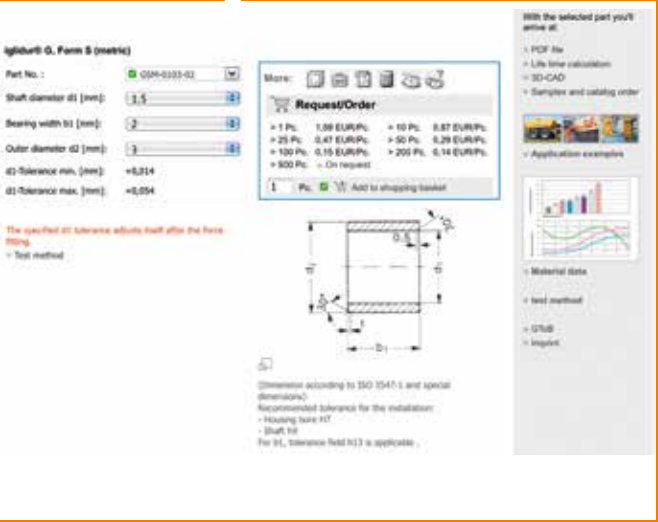 iglidur® G, Form S (metric)
Part No. : GSM-0103-02
Shaft diameter d1 [mm]: 1.5
Bearing width b1 [mm]: 2
Outer diameter d2 [mm]: 3
d1-Tolerance min. [mm]: +0,014
d1-Tolerance max. [mm]: +0,054
The specified d1 tolerance adjusts itself after the force
fitting.
» Test method
More:
Request/Order
> 1 Pc. EUR/Pc. > 10 Pc. 0,87 EUR/Pc.
> 25 Pc. 0,47 EUR/Pc. > 50 Pc. 0,29 EUR/Pc.
> 100 Pc. 0,15 EUR/Pc. > 200 Pc. 0,14 EUR/Pc.
> 500 Pc. » On request
1 Pc. Add to shopping basket
30°
0,5
d2
d1
30°
f
b1
(Dimension according to ISO 3547-1 and special
dimensions)
Recommended tolerance for the installation:
- Housing bore H7
- Shaft h9
For b1, tolerance field h13 is applicable .
With the selected part you'll
arrive at:
» PDF file
» Life time calculation
» 3D-CAD
» Samples and catalog order
» Application examples
» Material data
» test method
» GToB
» Imprint